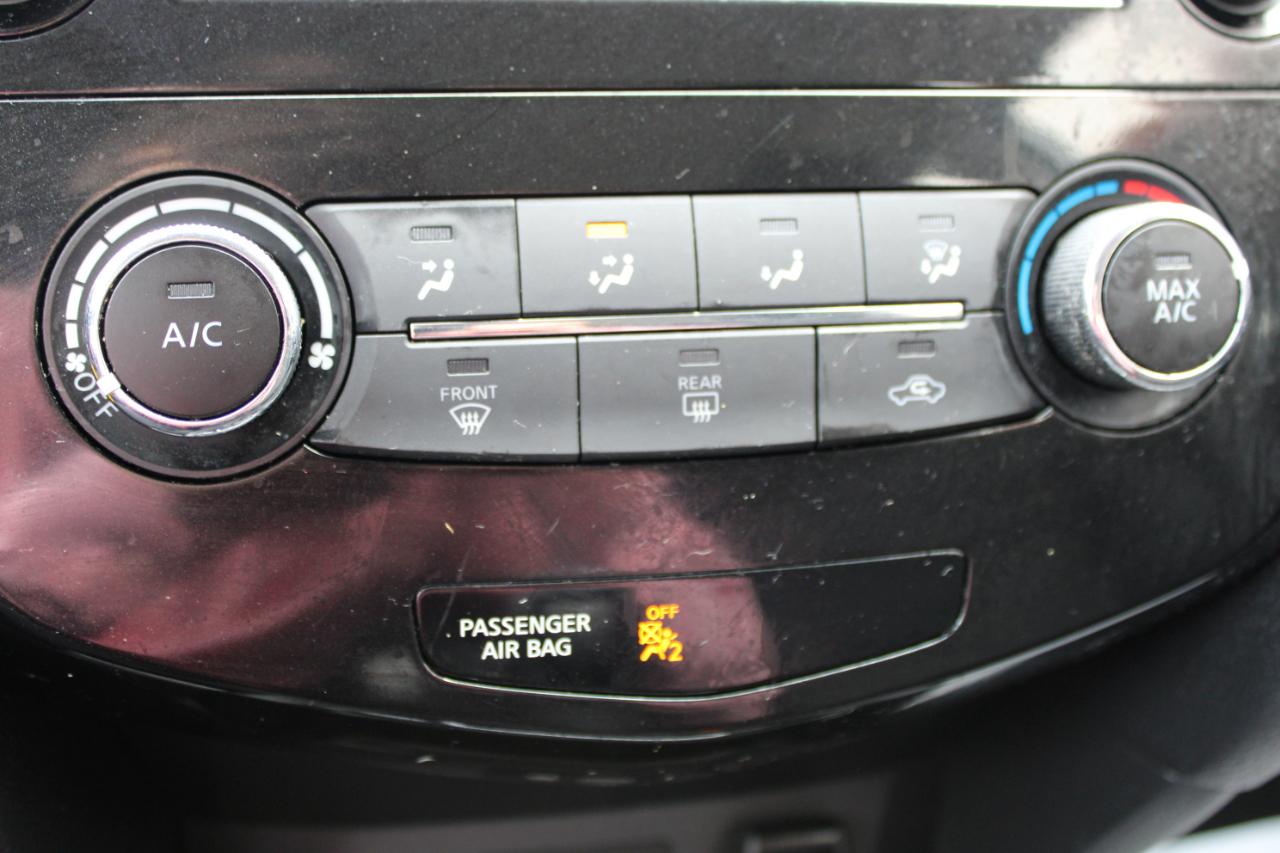 A/C
OFF
MAX
A/C
FRONT
REAR
PASSENGER
AIR BAG
OFF
2